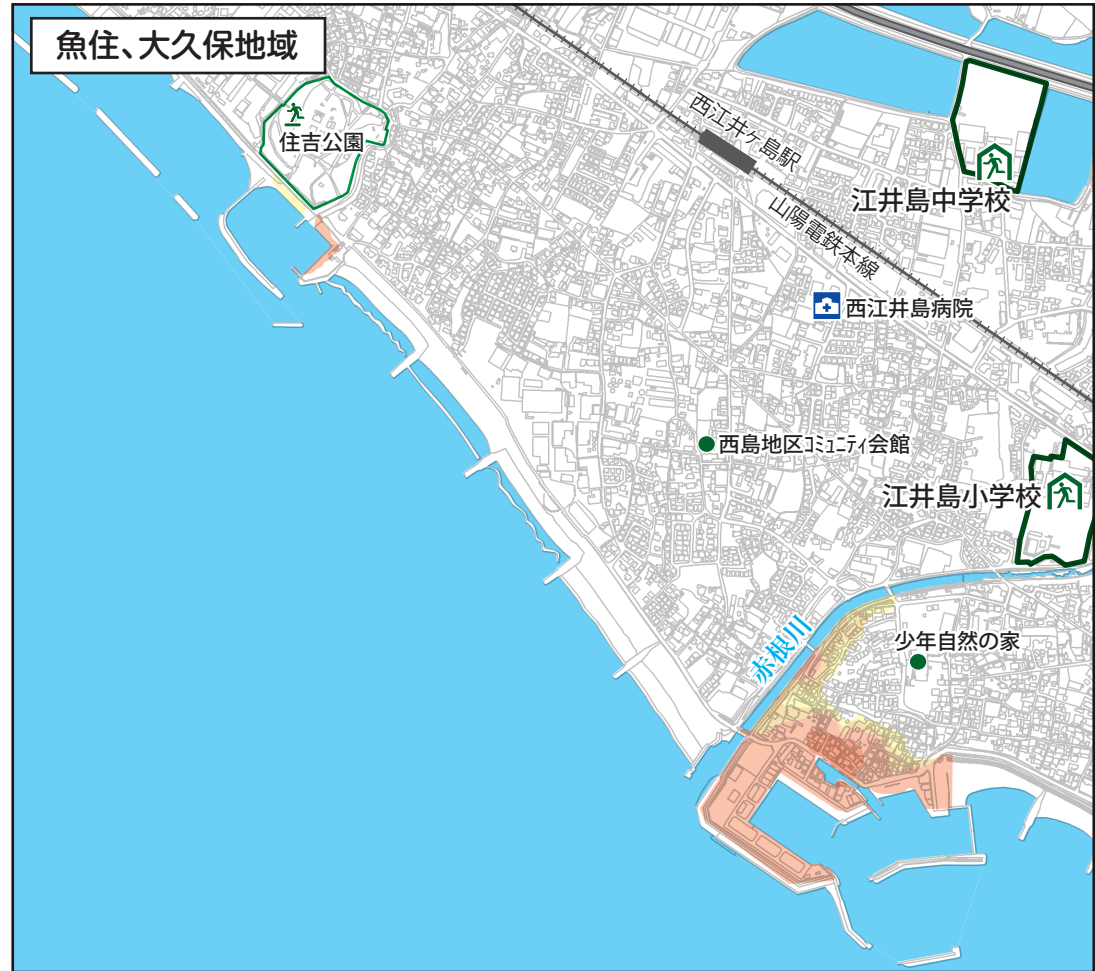 魚住、大久保地域
住吉公園
西江井ヶ島駅
山陽電鉄本線
江井島中学校
西江井島病院
西島地区コミュニティ会館
江井島小学校
少年自然の家
赤根川